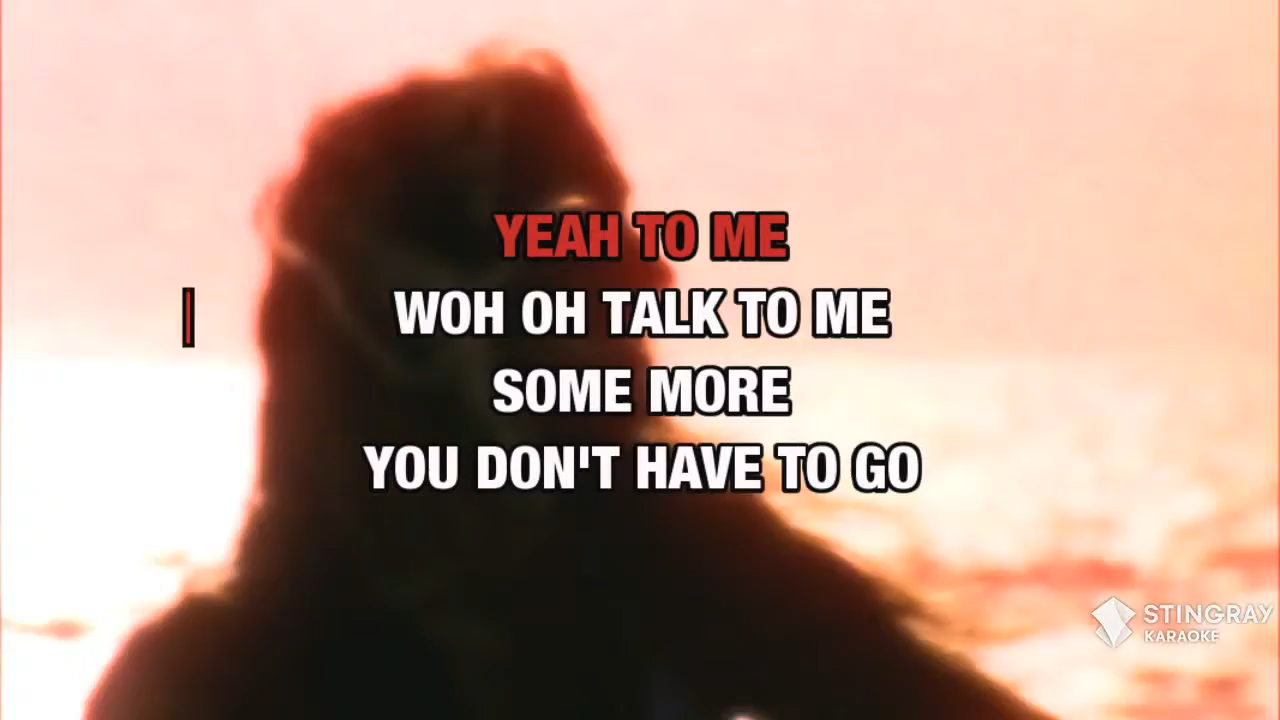 YEAH TO ME
WOH OH TALK TO ME
SOME MORE
YOU DON'T HAVE TO GO
STINGRAY
KARAOKE